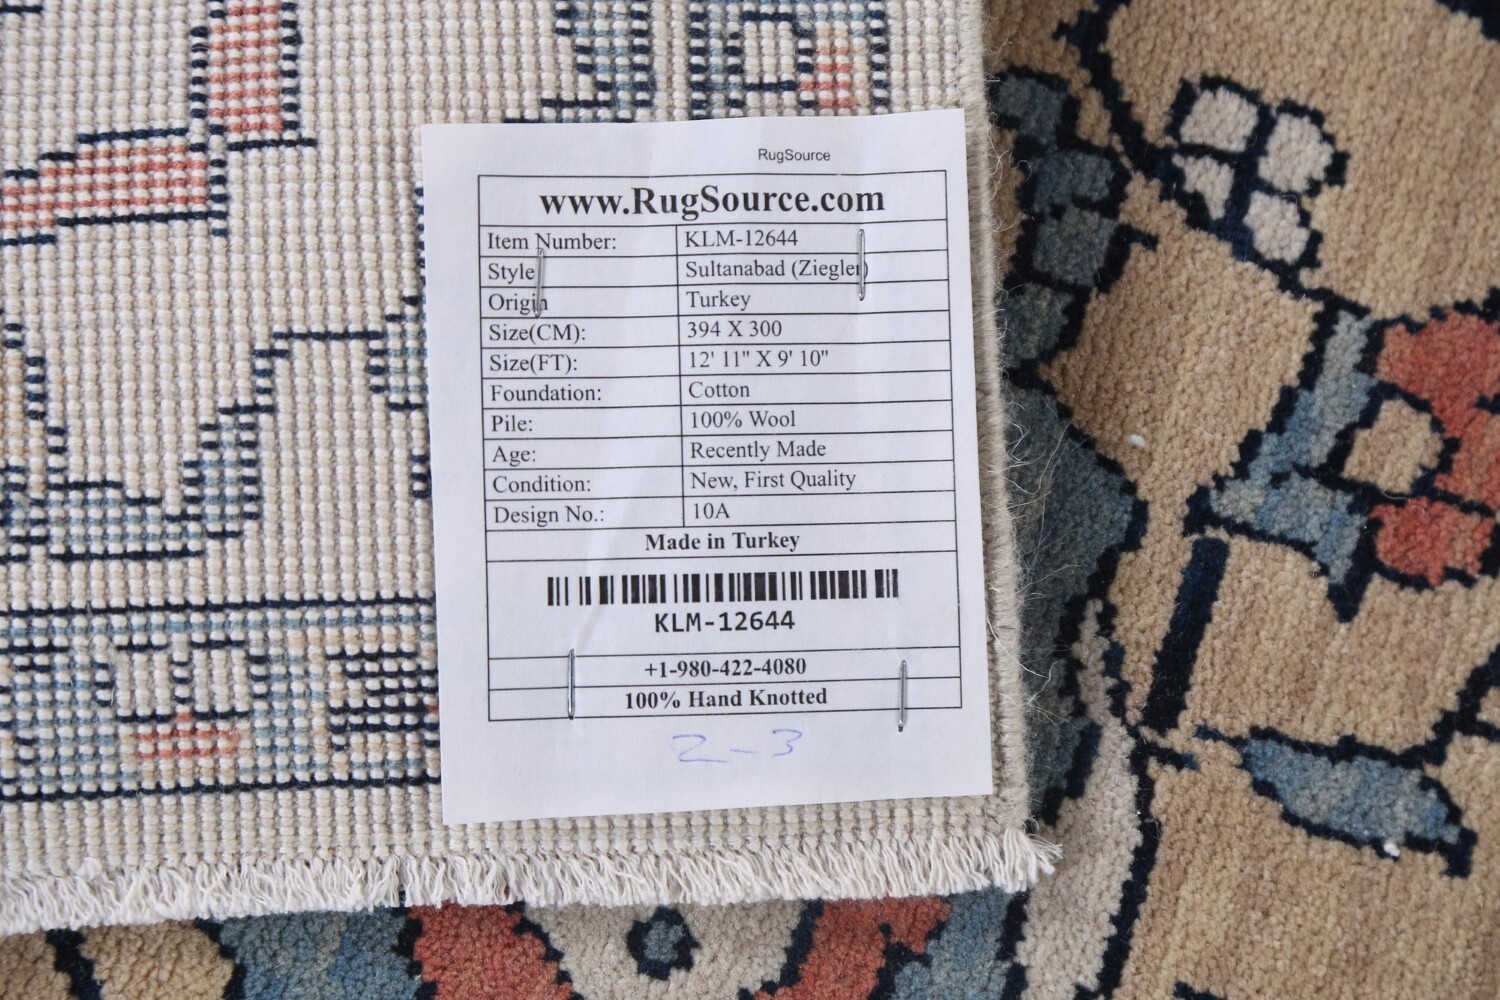 RugSource
www.RugSource.com
Item Number: KLM-12644
Style: Sultanabad (Ziegler)
Origin Turkey
Size(CM): 394 X 300
Size(FT): 12' 11" X 9' 10"
Foundation: Cotton
Pile: 100% Wool
Age: Recently Made
Condition: New, First Quality
Design No.: 10A
Made in Turkey
KLM-12644
+1-980-422-4080
100% Hand Knotted
2-3